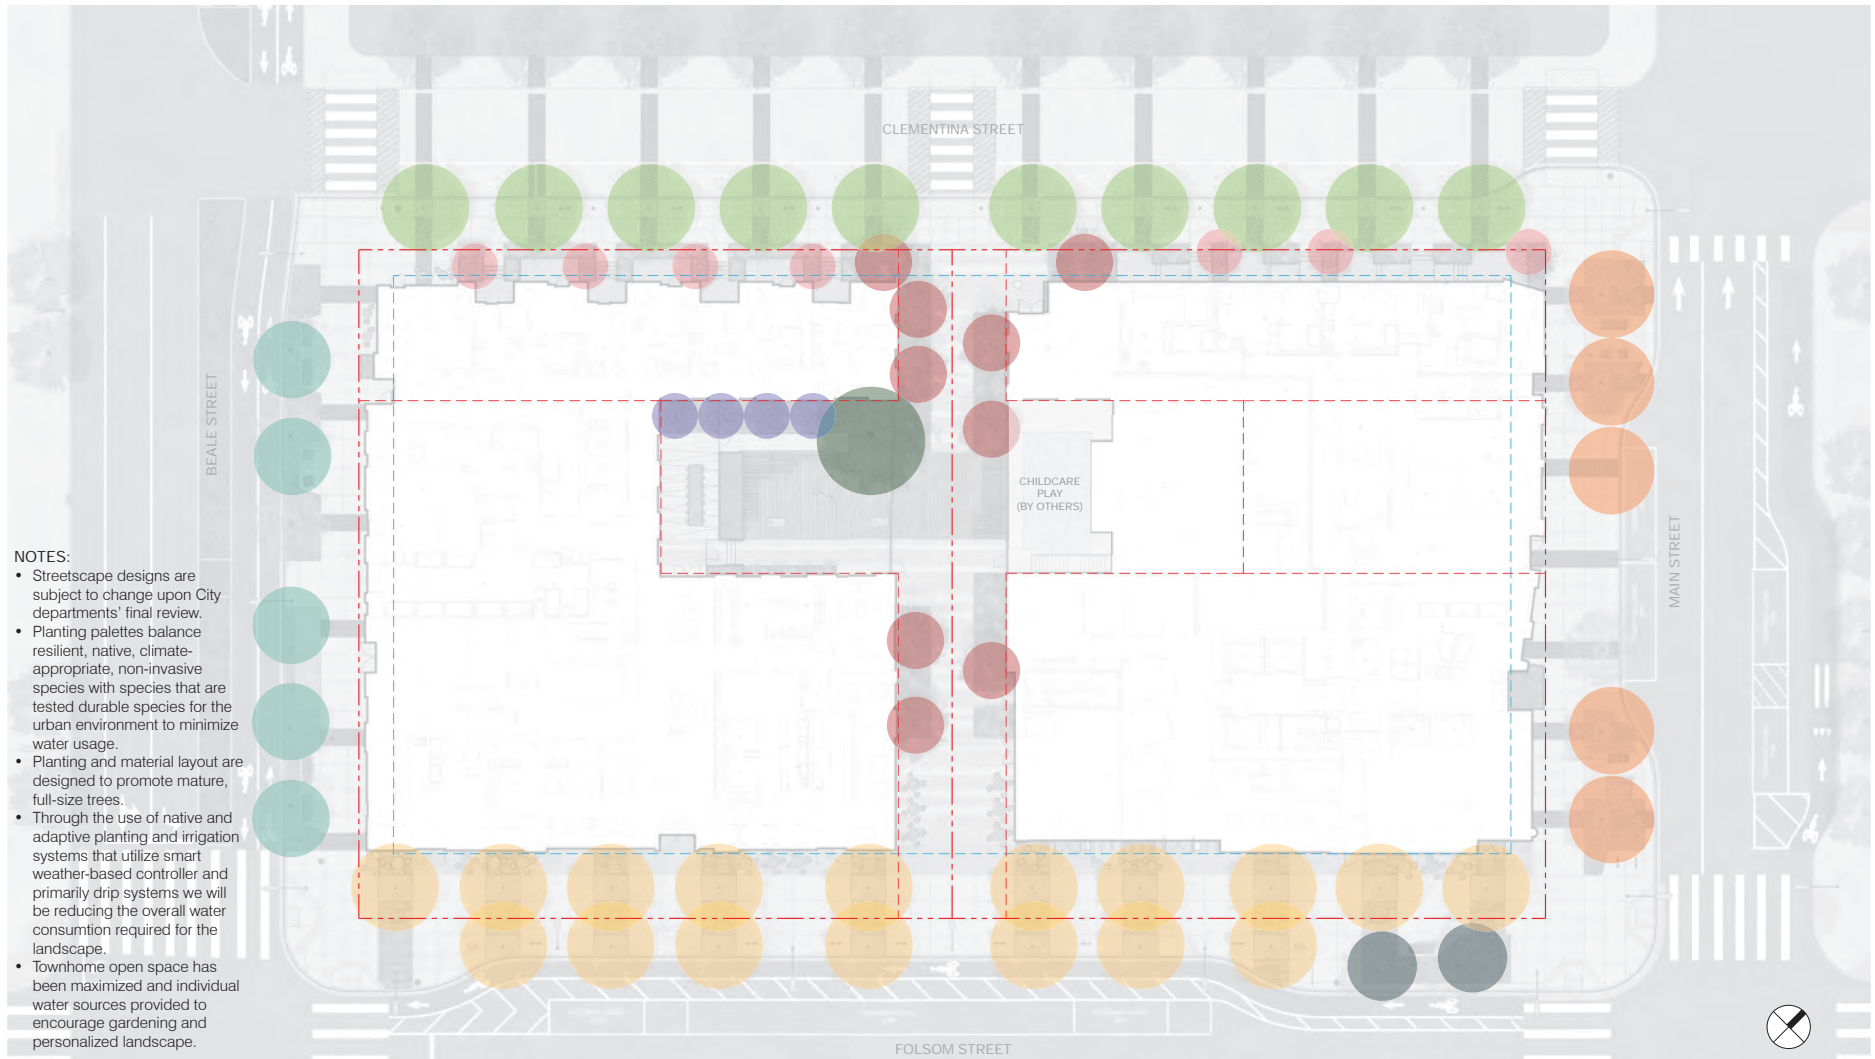 CLEMENTINA STREET
BEALE STREET
CHILDCARE
PLAY
(BY OTHERS)
MAIN STREET
NOTES:
• Streetscape designs are
subject to change upon City
departments' final review.
• Planting palettes balance
resilient, native, climate-
appropriate, non-invasive
species with species that are
tested durable species for the
urban environment to minimize
water usage.
• Planting and material layout are
designed to promote mature,
full-size trees.
• Through the use of native and
adaptive planting and irrigation
systems that utilize smart
weather-based controller and
primarily drip systems we will
be reducing the overall water
consumtion required for the
landscape.
• Townhome open space has
been maximized and individual
water sources provided to
encourage gardening and
personalized landscape.
FOLSOM STREET